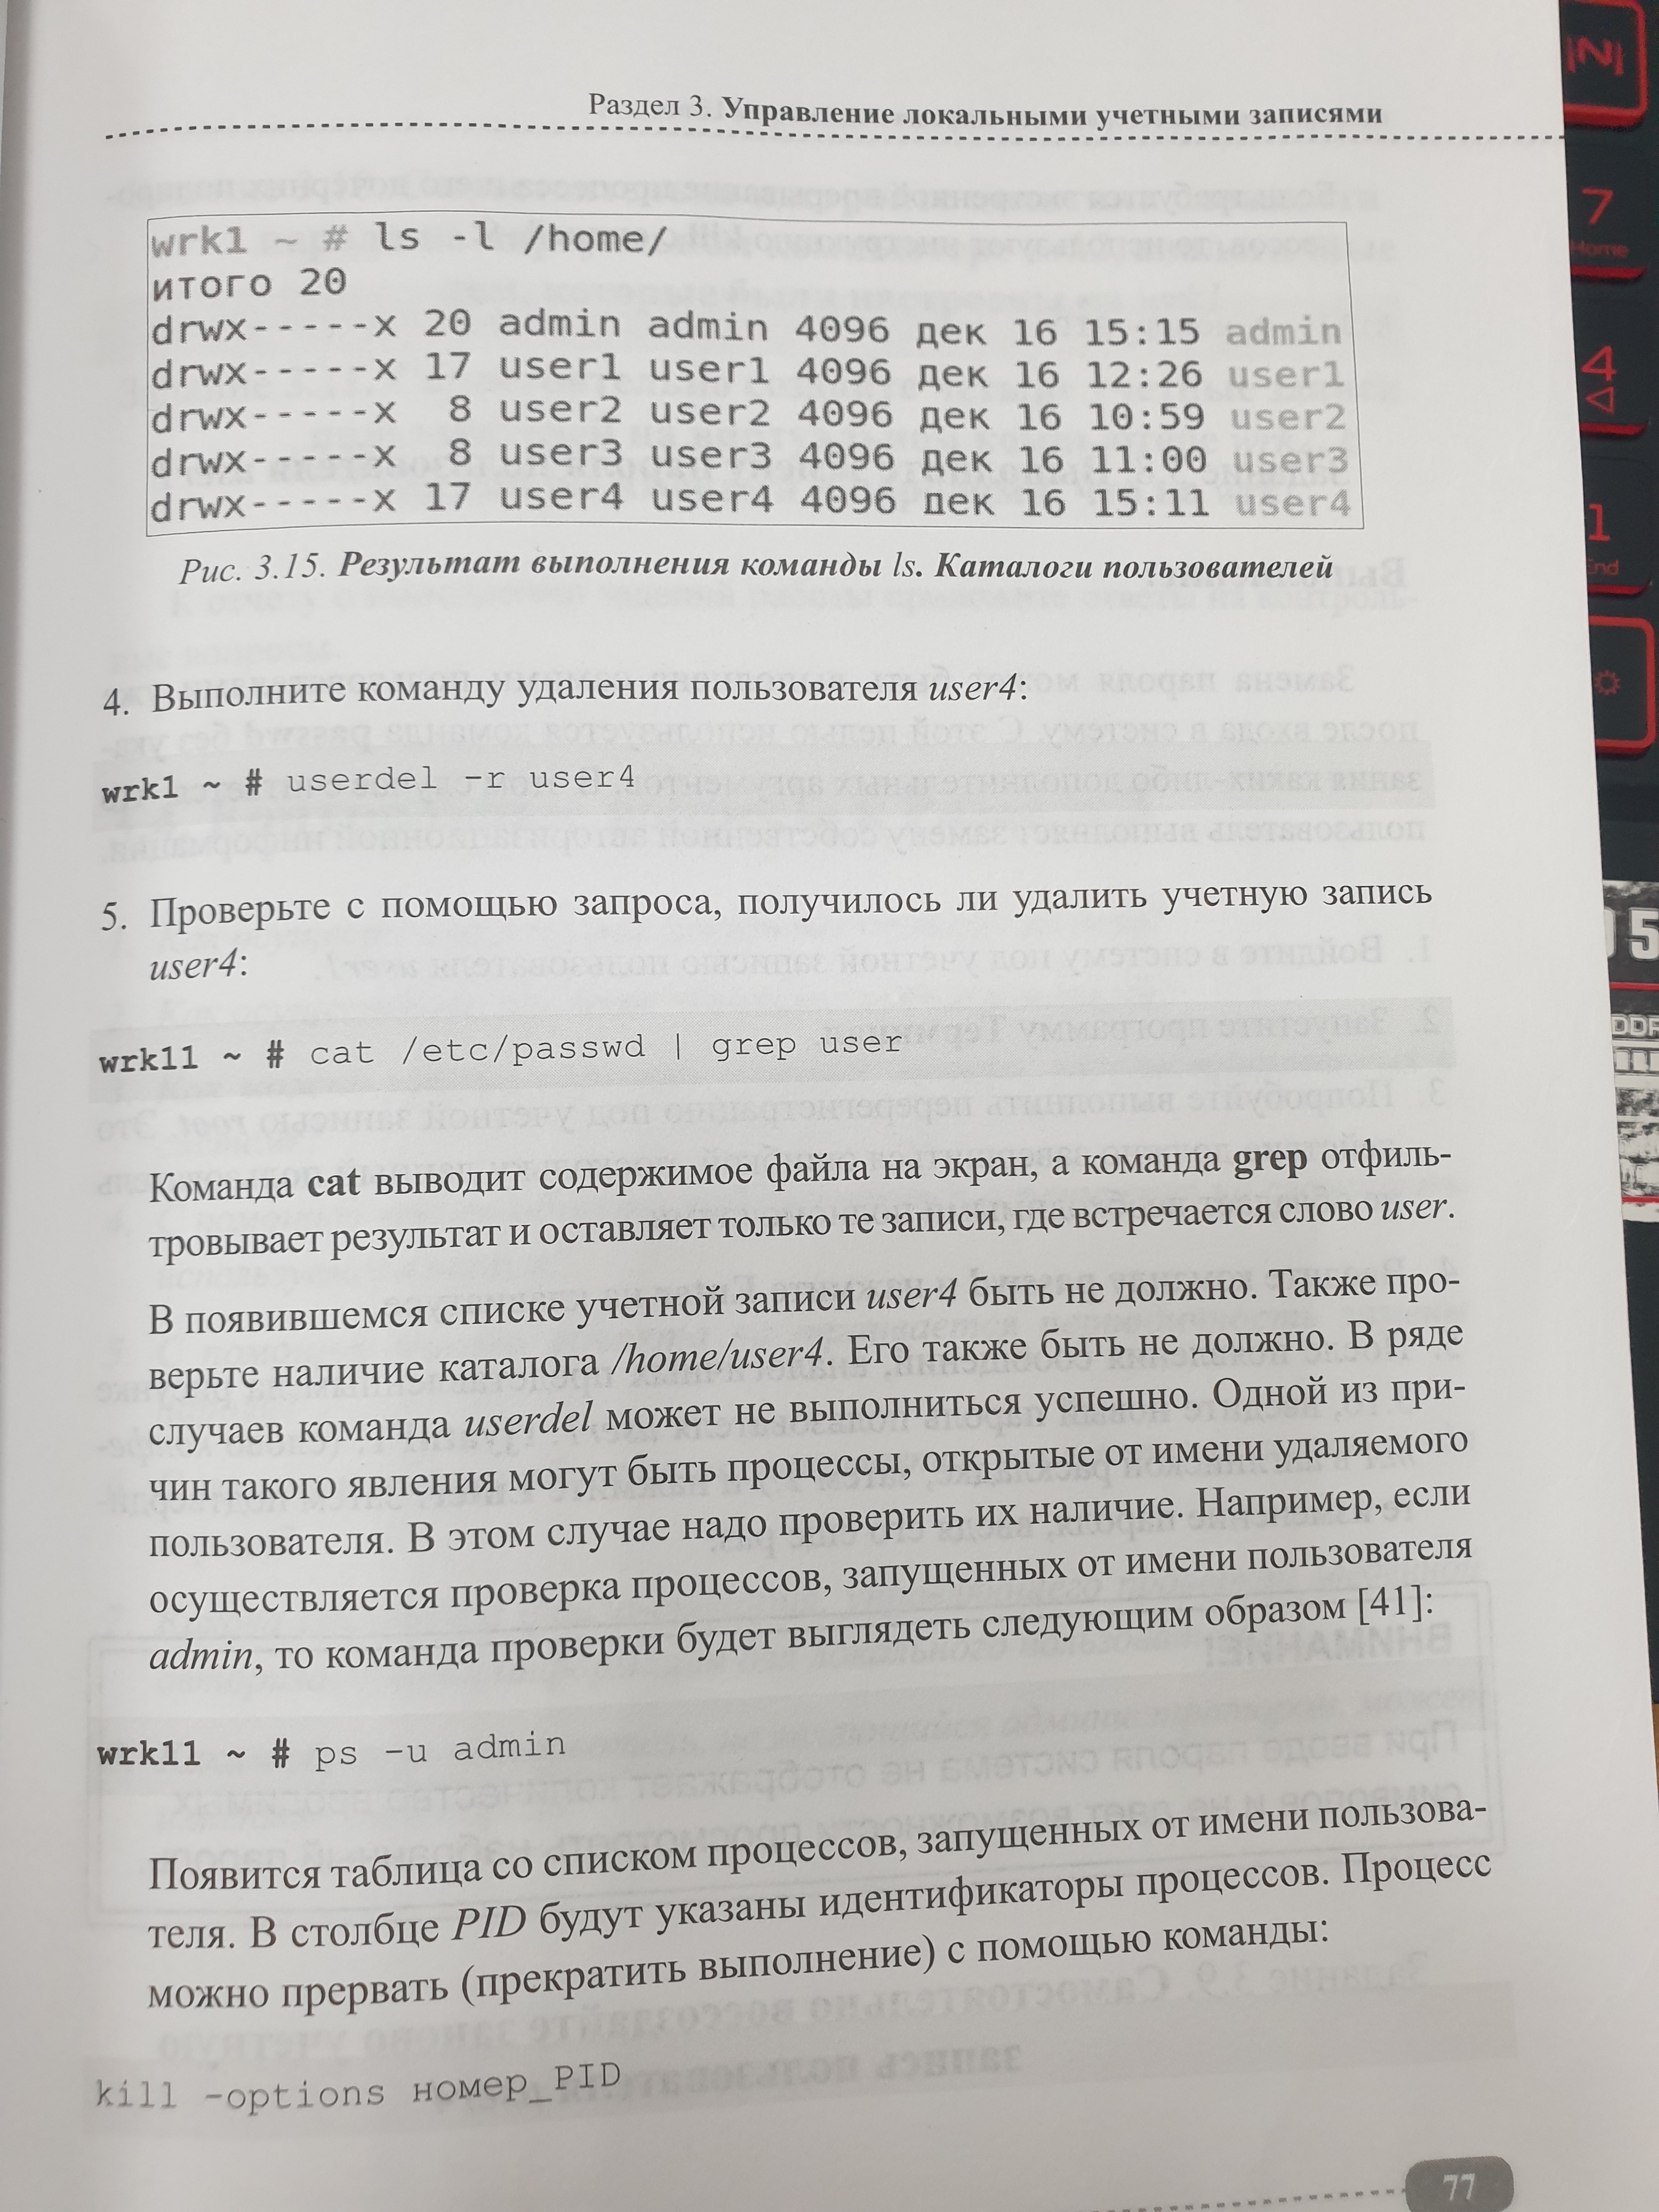 Раздел 3. Управление локальными учетными записями
wrk1 ~ # ls -l /home/
итого 20
drwx-----x 20 admin admin 4096 дек 16 15:15 admin
drwx-----x 17 user1 user1 4096 дек 16 12:26 user1
drwx-----x 8 user2 user2 4096 дек 16 10:59 user2
drwx-----x 8 user3 user3 4096 дек 16 11:00 user3
drwx-----x 17 user4 user4 4096 дек 16 15:11 user4
Рис. 3.15. Результат выполнения команды ls. Каталоги пользователей
4. Выполните команду удаления пользователя user4:
wrk1 ~ # userdel -r user4
5. Проверьте с помощью запроса, получилось ли удалить учетную запись
user4:
wrk11 ~ # cat /etc/passwd | grep user
Команда cat выводит содержимое файла на экран, а команда grep отфиль-
тровывает результат и оставляет только те записи, где встречается слово user.
В появившемся списке учетной записи user4 быть не должно. Также про-
верьте наличие каталога /home/user4. Его также быть не должно. В ряде
случаев команда userdel может не выполниться успешно. Одной из при-
чин такого явления могут быть процессы, открытые от имени удаляемого
пользователя. В этом случае надо проверить их наличие. Например, если
осуществляется проверка процессов, запущенных от имени пользователя
admin, то команда проверки будет выглядеть следующим образом [41]:
wrk11 ~ # ps -u admin
Появится таблица со списком процессов, запущенных от имени пользова-
теля. В столбце PID будут указаны идентификаторы процессов. Процесс
можно прервать (прекратить выполнение) с помощью команды:
kill -options номер_PID
77
7
Home
4
1
End
5